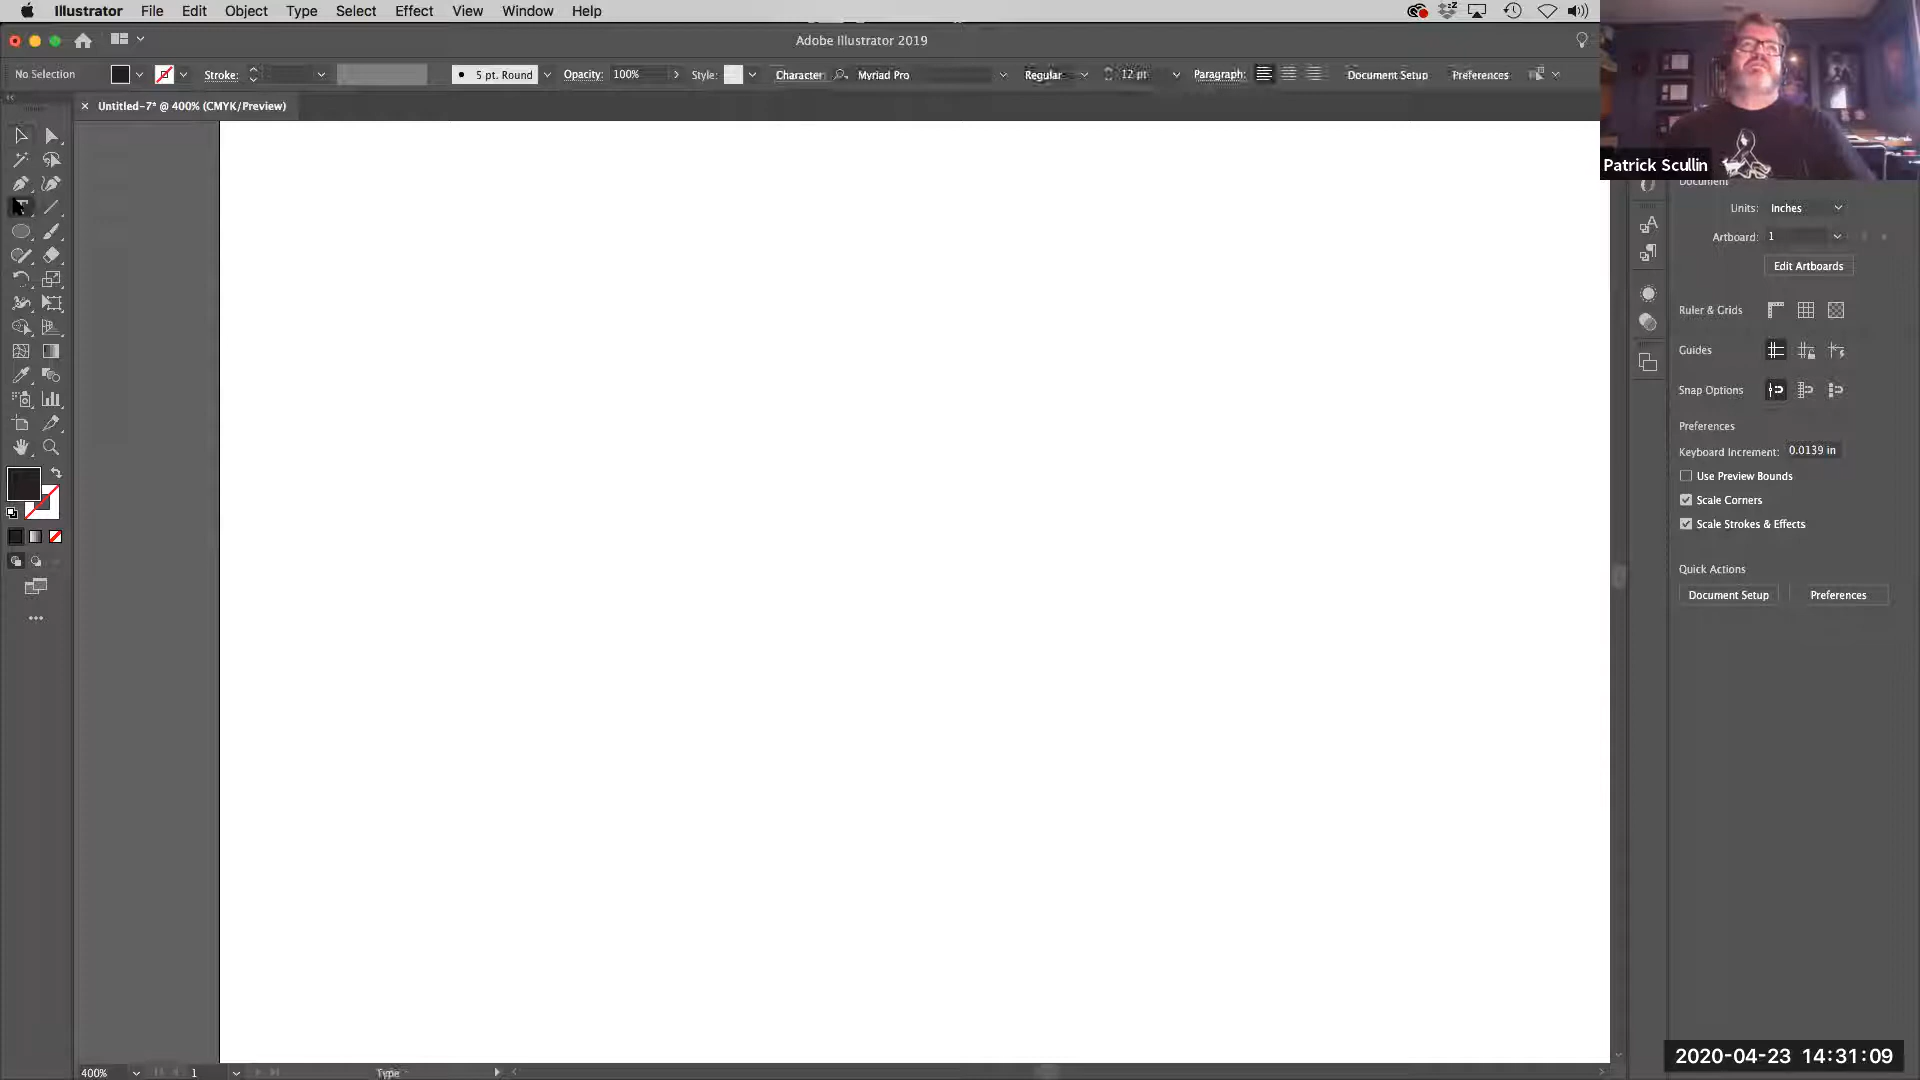 Illustrator File Edit Object Type Select Effect View Window Help
Adobe Illustrator 2019
No Selection Stroke: 5 pt. Round Opacity: 100% Style: Character: Myriad Pro Regular 12 pt Paragraph: Document Setup Preferences
Untitled-7* @ 400% (CMYK/Preview)
Patrick Scullin
Document
Units: Inches
Artboard: 1
Edit Artboards
Ruler & Grids
Guides
Snap Options
Preferences
Keyboard Increment: 0.0139 in
Use Preview Bounds
Scale Corners
Scale Strokes & Effects
Quick Actions
Document Setup Preferences
2020-04-23 14:31:09
400% 1 Type